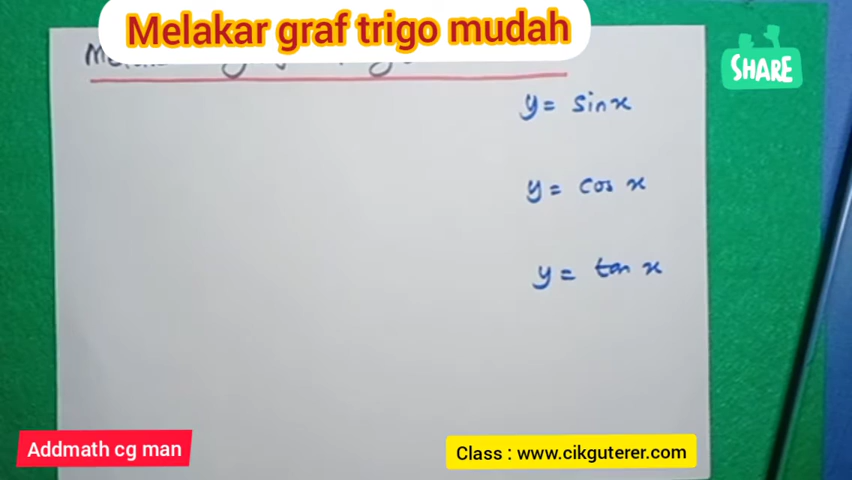 Melakar graf trigo mudah
SHARE
y = sin x
y = cos x
y = tan x
Addmath cg man
Class : www.cikguterer.com